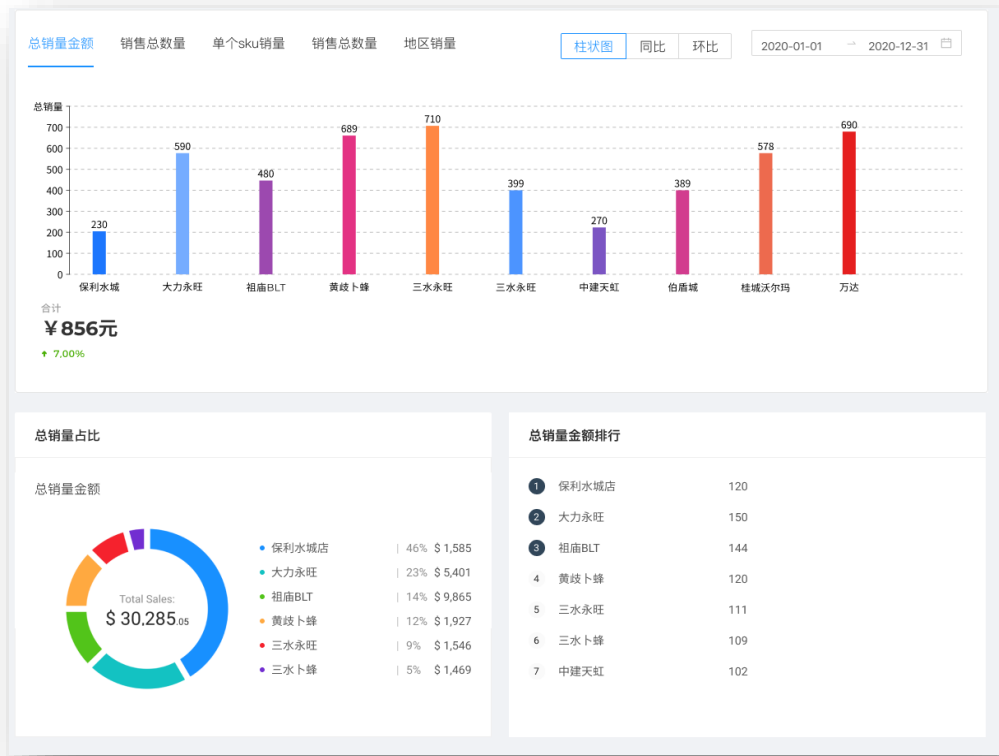 总销量金额 销售总数量 单个sku销量 销售总数量 地区销量 柱状图 同比 环比 2020-01-01 → 2020-12-31
总销量
700
600
500
400
300
200
100
0
230 590 480 689 710 399 270 389 578 690
保利水城 大力永旺 祖庙BLT 黄歧卜蜂 三水永旺 三水永旺 中建天虹 伯盾城 桂城沃尔玛 万达
合计
￥856元
7,00%
总销量占比
总销量金额
Total Sales:
$ 30,285.05
保利水城店 | 46% $ 1,585
大力永旺 | 23% $ 5,401
祖庙BLT | 14% $ 9,865
黄歧卜蜂 | 12% $ 1,927
三水永旺 | 9% $ 1,546
三水卜蜂 | 5% $ 1,469
总销量金额排行
1 保利水城店 120
2 大力永旺 150
3 祖庙BLT 144
4 黄歧卜蜂 120
5 三水永旺 111
6 三水卜蜂 109
7 中建天虹 102